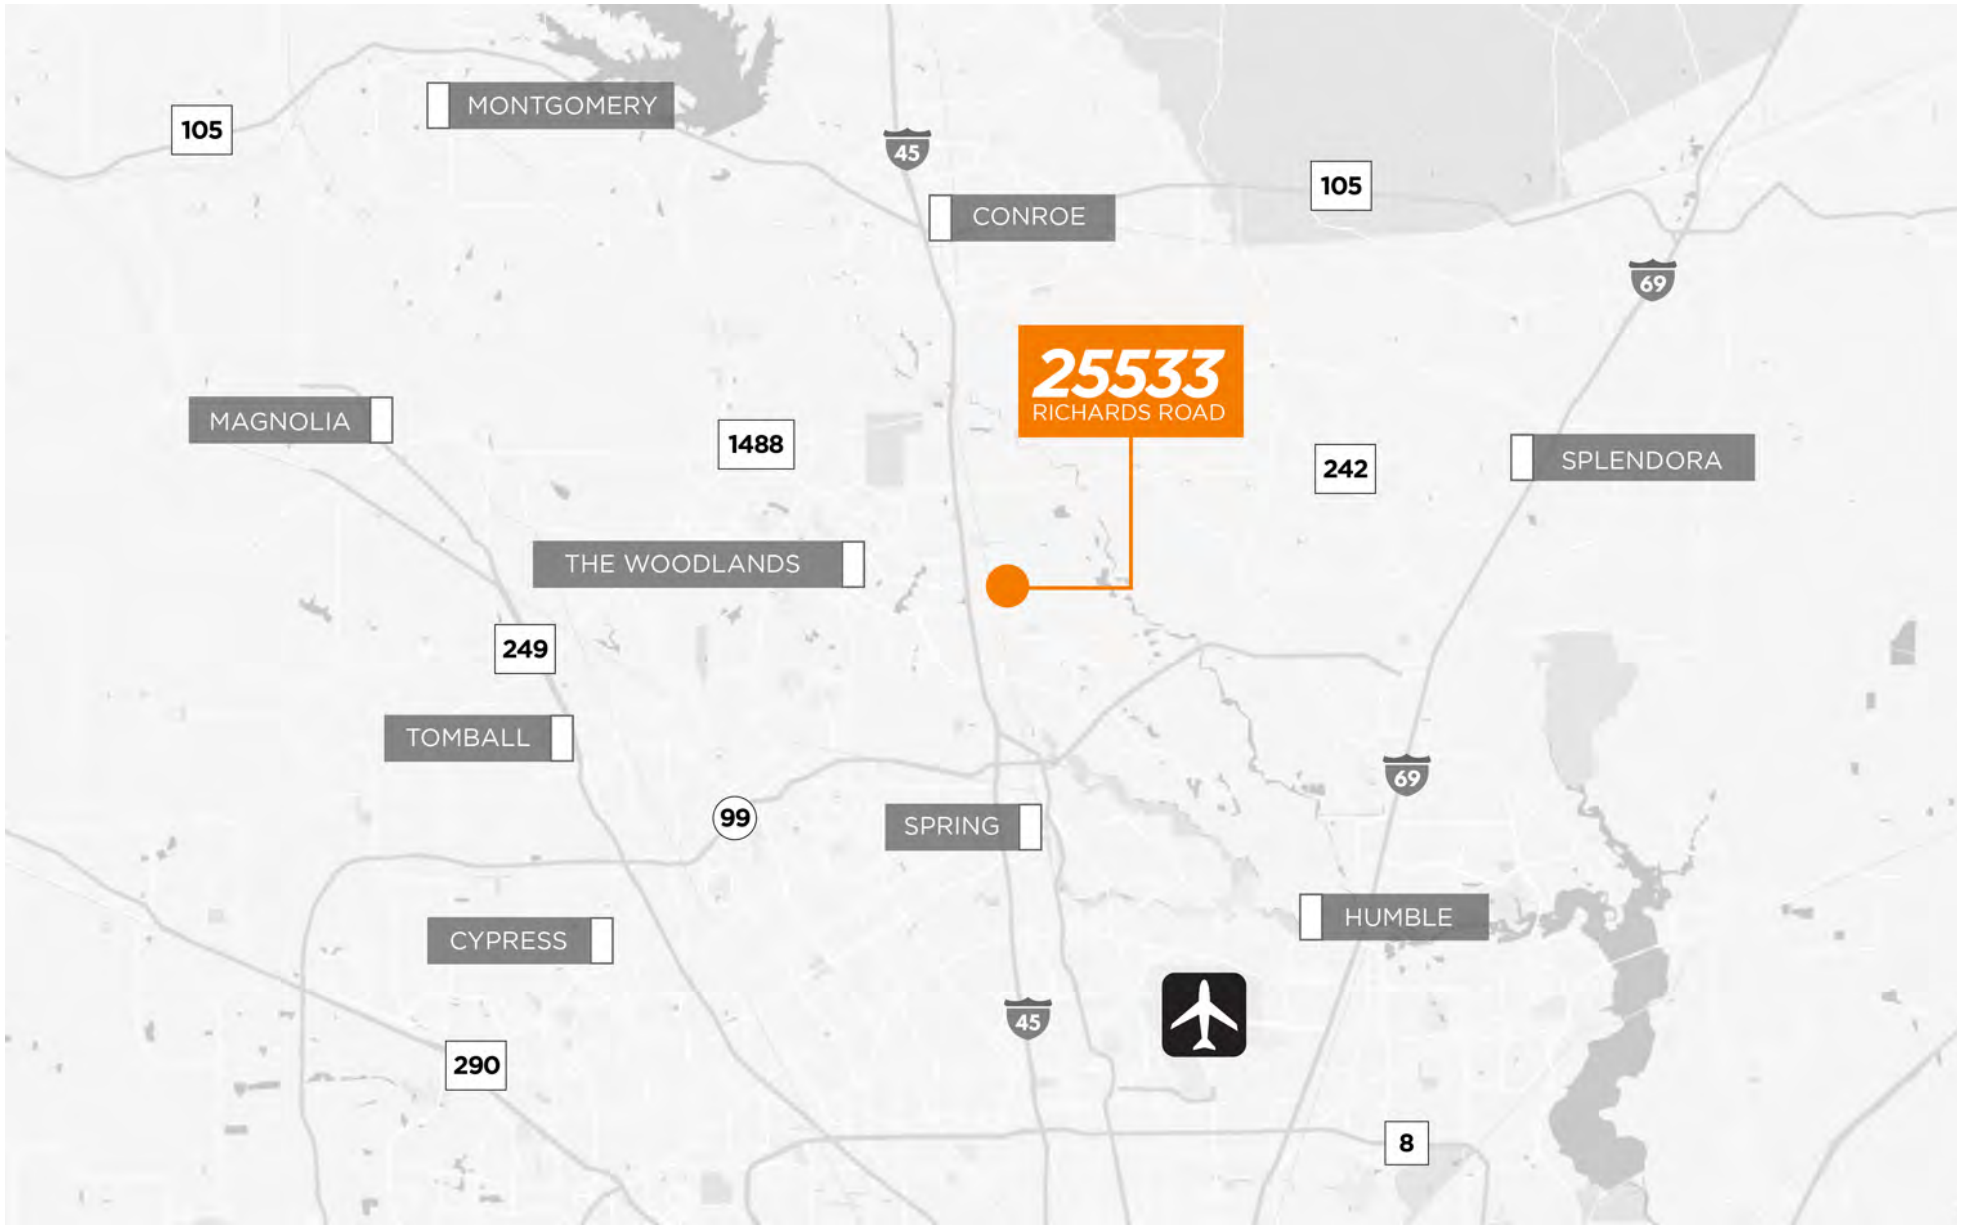 MONTGOMERY
105
45
105
CONROE
69
25533
RICHARDS ROAD
MAGNOLIA
1488
242
SPLENDORA
THE WOODLANDS
249
TOMBALL
69
99
SPRING
HUMBLE
CYPRESS
45
290
8